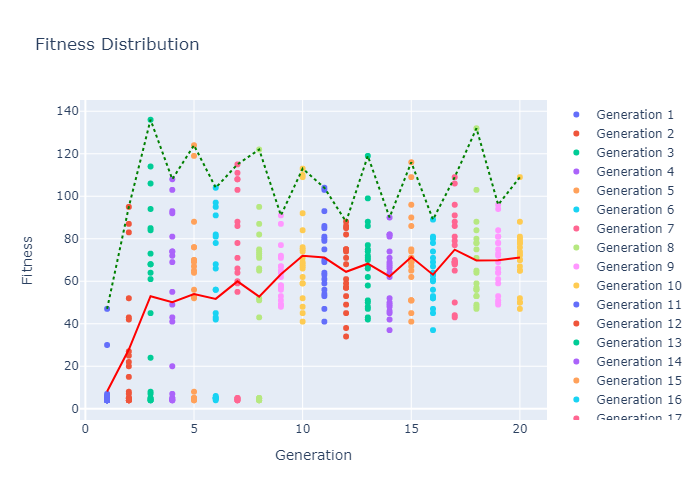 Fitness Distribution
140
120
100
80
60
40
20
0
Fitness
0
5
10
15
20
Generation
Generation 1
Generation 2
Generation 3
Generation 4
Generation 5
Generation 6
Generation 7
Generation 8
Generation 9
Generation 10
Generation 11
Generation 12
Generation 13
Generation 14
Generation 15
Generation 16
Generation 17